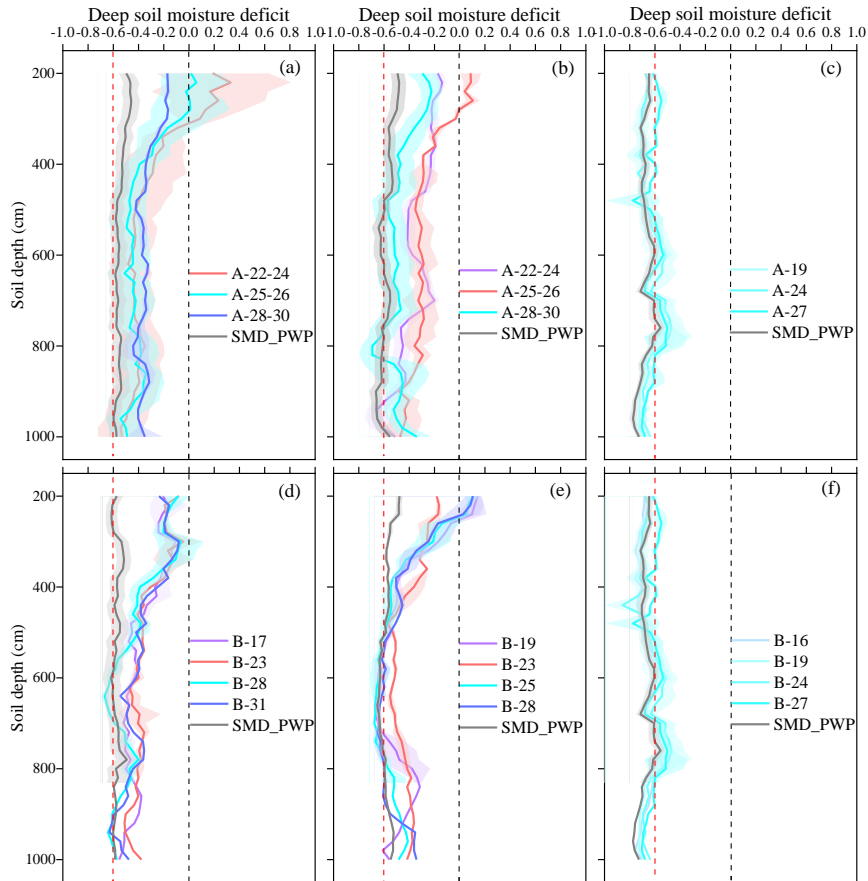 Deep soil moisture deficit Deep soil moisture deficit Deep soil moisture deficit
-1.0-0.8-0.6-0.4-0.2 0.0 0.2 0.4 0.6 0.8 1.0 -0.8-0.6-0.4-0.2 0.0 0.2 0.4 0.6 0.8 1.0 -1.0-0.8-0.6-0.4-0.2 0.0 0.2 0.4 0.6 0.8 1.0
200
400
600
800
1000
Soil depth (cm)
(a)
A-22-24
A-25-26
A-28-30
SMD_PWP
(b)
A-22-24
A-25-26
A-28-30
SMD_PWP
(c)
A-19
A-24
A-27
SMD_PWP
200
400
600
800
1000
Soil depth (cm)
(d)
B-17
B-23
B-28
B-31
SMD_PWP
(e)
B-19
B-23
B-25
B-28
SMD_PWP
(f)
B-16
B-19
B-24
B-27
SMD_PWP